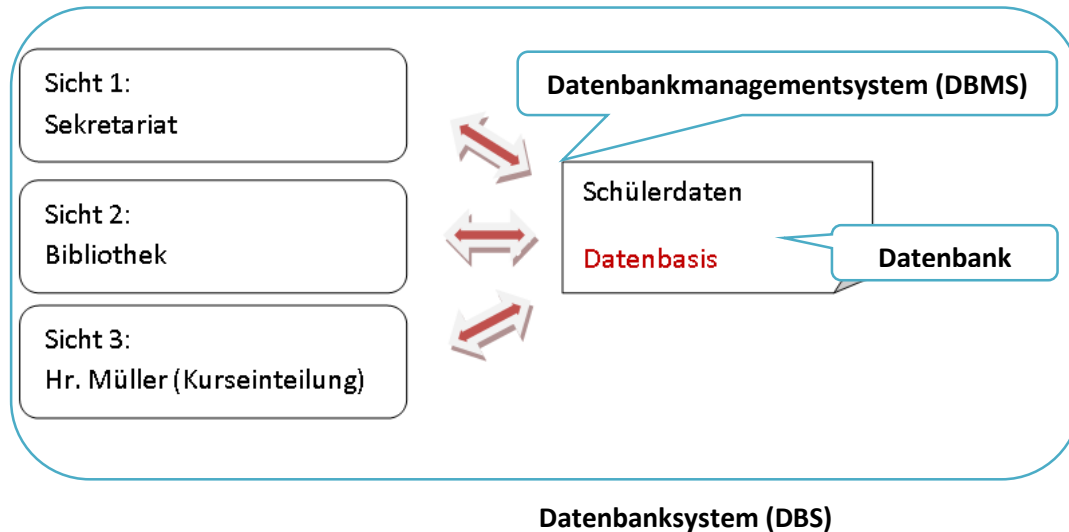 Sicht 1:
Sekretariat
Datenbankmanagementsystem (DBMS)
Sicht 2:
Bibliothek
Schülerdaten
Datenbasis
Datenbank
Sicht 3:
Hr. Müller (Kurseinteilung)
Datenbanksystem (DBS)